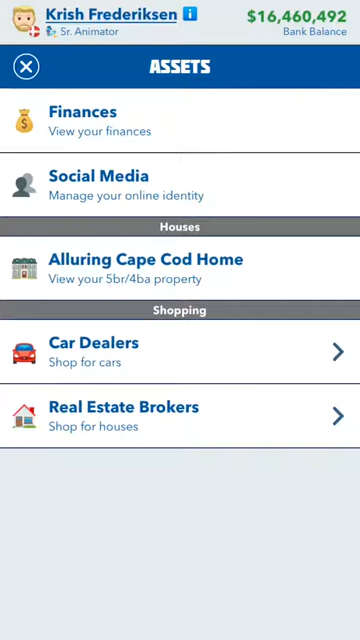 Krish Frederiksen
$16,460,492
Sr. Animator
Bank Balance
ASSETS
Finances
View your finances
Social Media
Manage your online identity
Houses
Alluring Cape Cod Home
View your 5br/4ba property
Shopping
Car Dealers
Shop for cars
Real Estate Brokers
Shop for houses